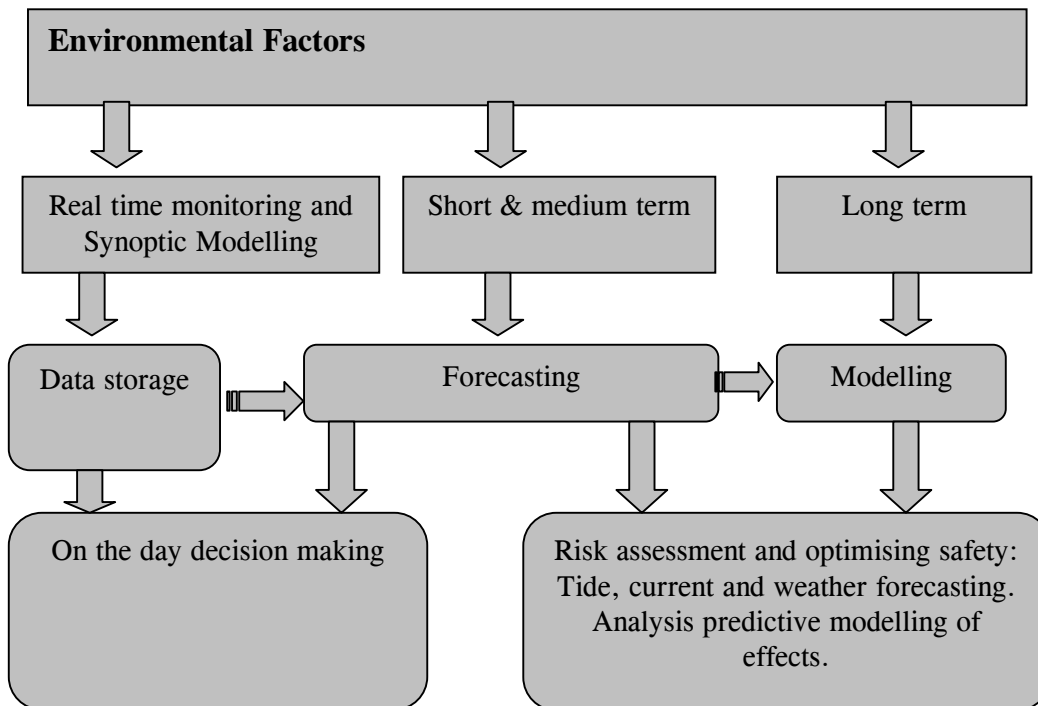 Environmental Factors
Real time monitoring and
Synoptic Modelling
Short & medium term
Long term
Data storage
Forecasting
Modelling
On the day decision making
Risk assessment and optimising safety:
Tide, current and weather forecasting.
Analysis predictive modelling of
effects.